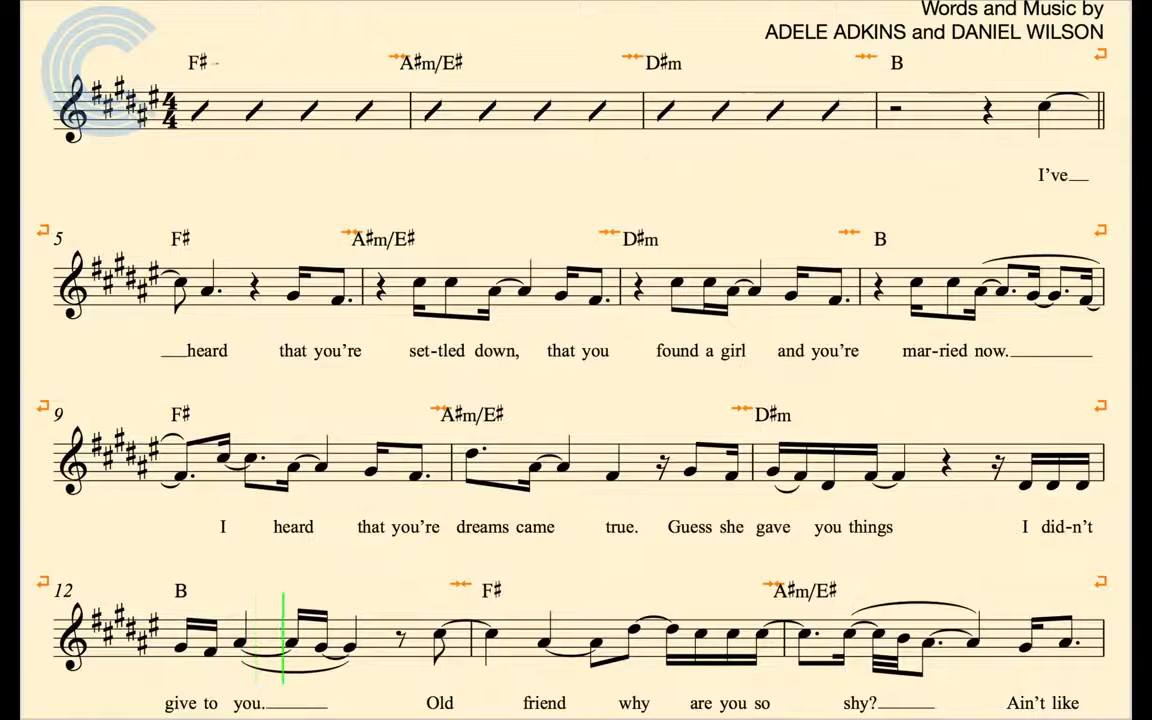 Words and Music by
ADELE ADKINS and DANIEL WILSON
F♯ A♯m/E♯ D♯m B
4
4
I've
5 F♯ A♯m/E♯ D♯m B
heard that you're set-tled down, that you found a girl and you're mar-ried now.
9 F♯ A♯m/E♯ D♯m
I heard that you're dreams came true. Guess she gave you things I did-n't
12 B F♯ A♯m/E♯
give to you. Old friend why are you so shy? Ain't like